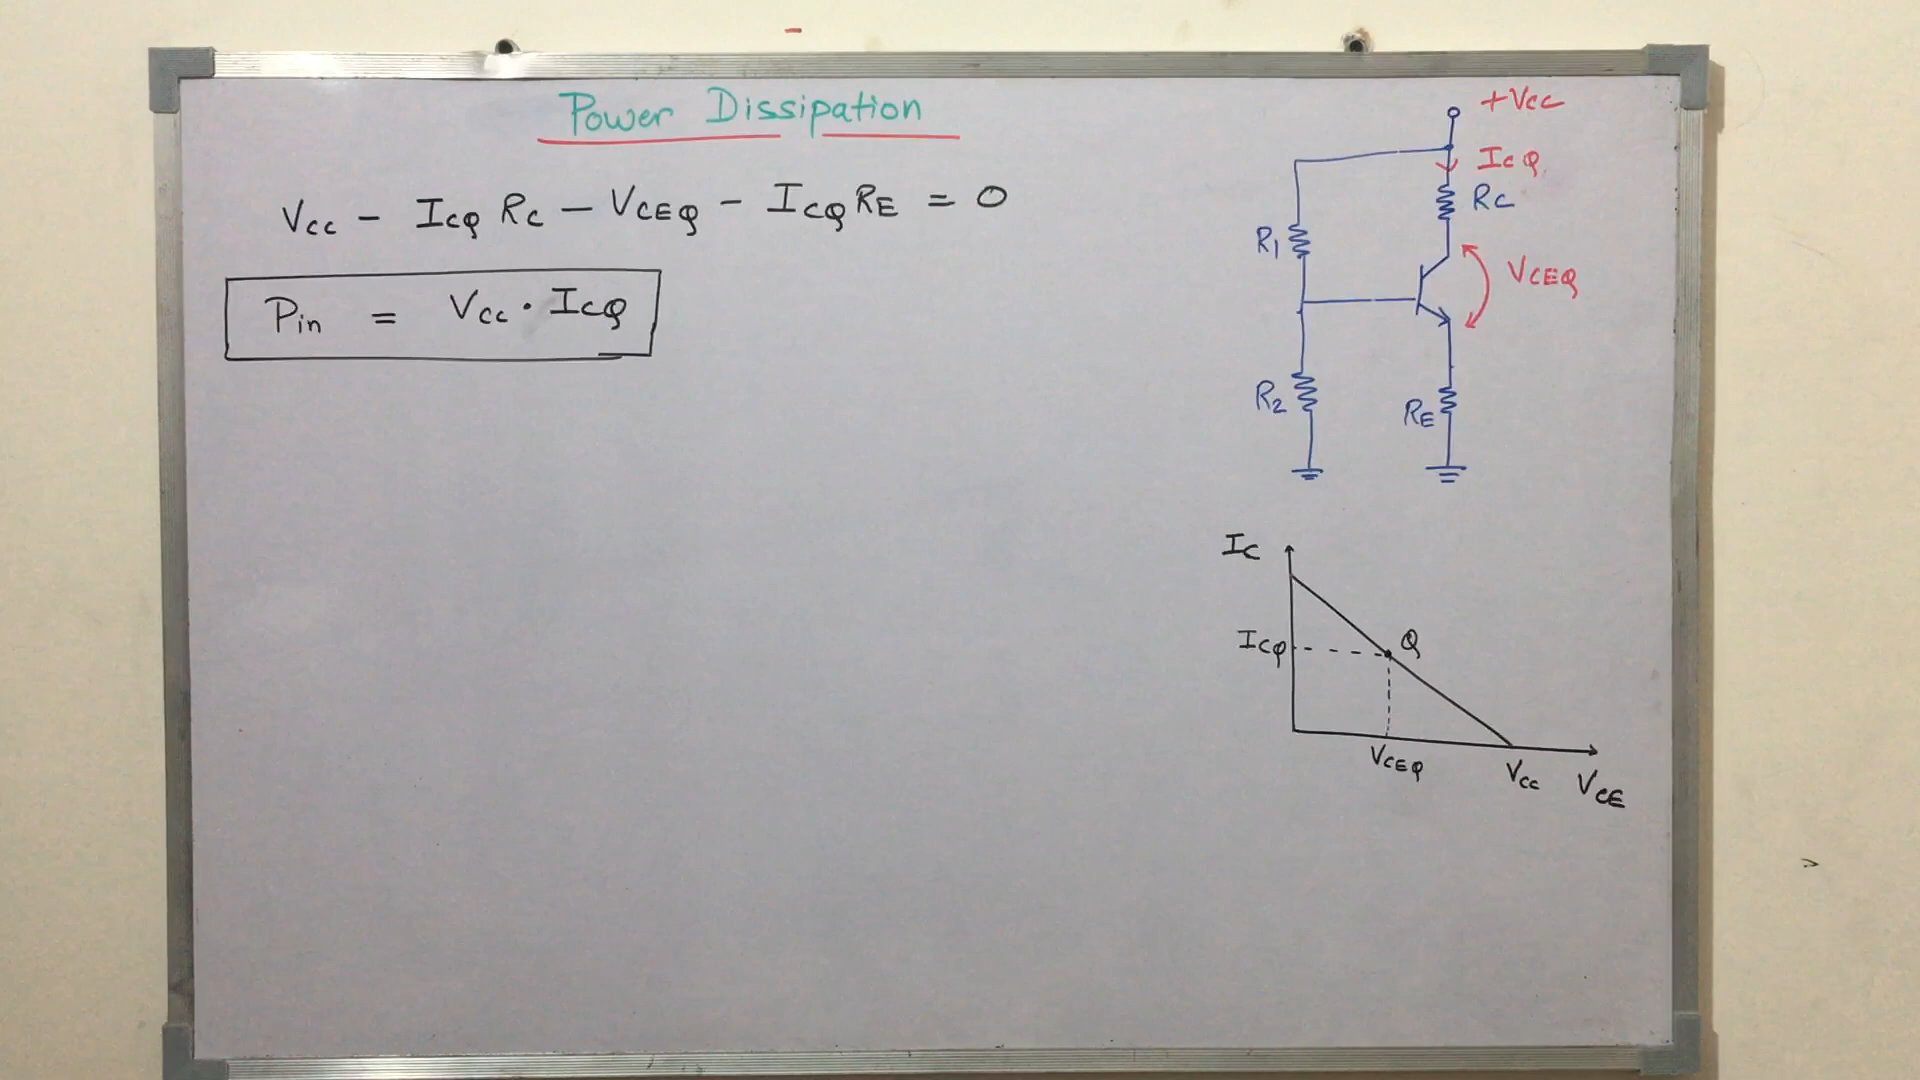 Power Dissipation
Vcc - ICQ RC - VCEQ - ICQ RE = 0
Pin = Vcc · ICQ
+Vcc
ICQ
RC
R1
VCEQ
R2
RE
IC
ICQ
Q
VCEQ
Vcc
VCE